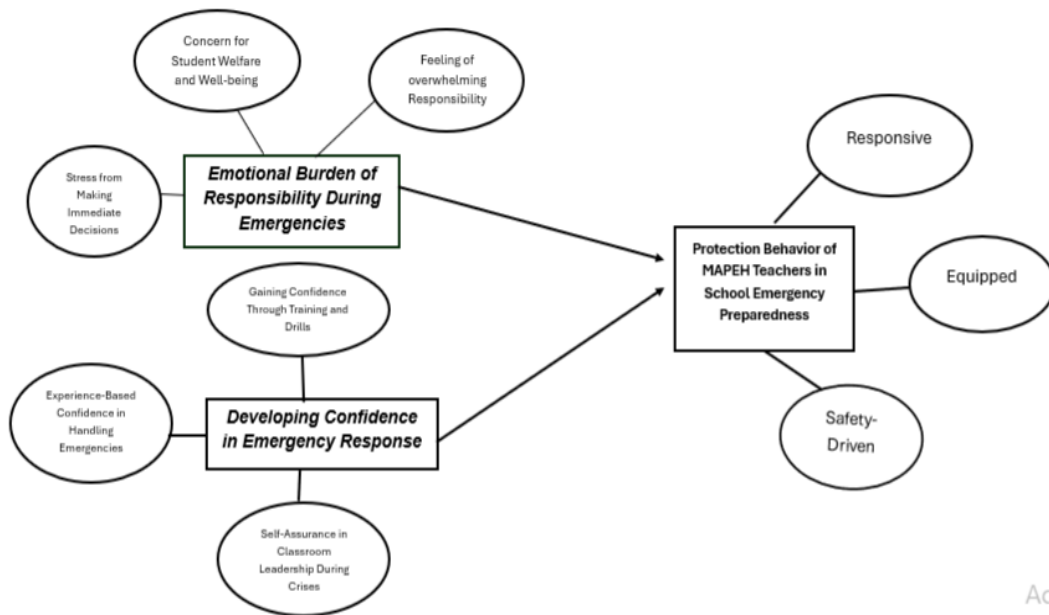 Concern for
Student Welfare
and Well-being
Feeling of
overwhelming
Responsibility
Stress from
Making
Immediate
Decisions
Emotional Burden of
Responsibility During
Emergencies
Gaining Confidence
Through Training and
Drills
Experience-Based
Confidence in
Handling
Emergencies
Developing Confidence
in Emergency Response
Self-Assurance in
Classroom
Leadership During
Crises
Responsive
Protection Behavior of
MAPEH Teachers in
School Emergency
Preparedness
Equipped
Safety-
Driven